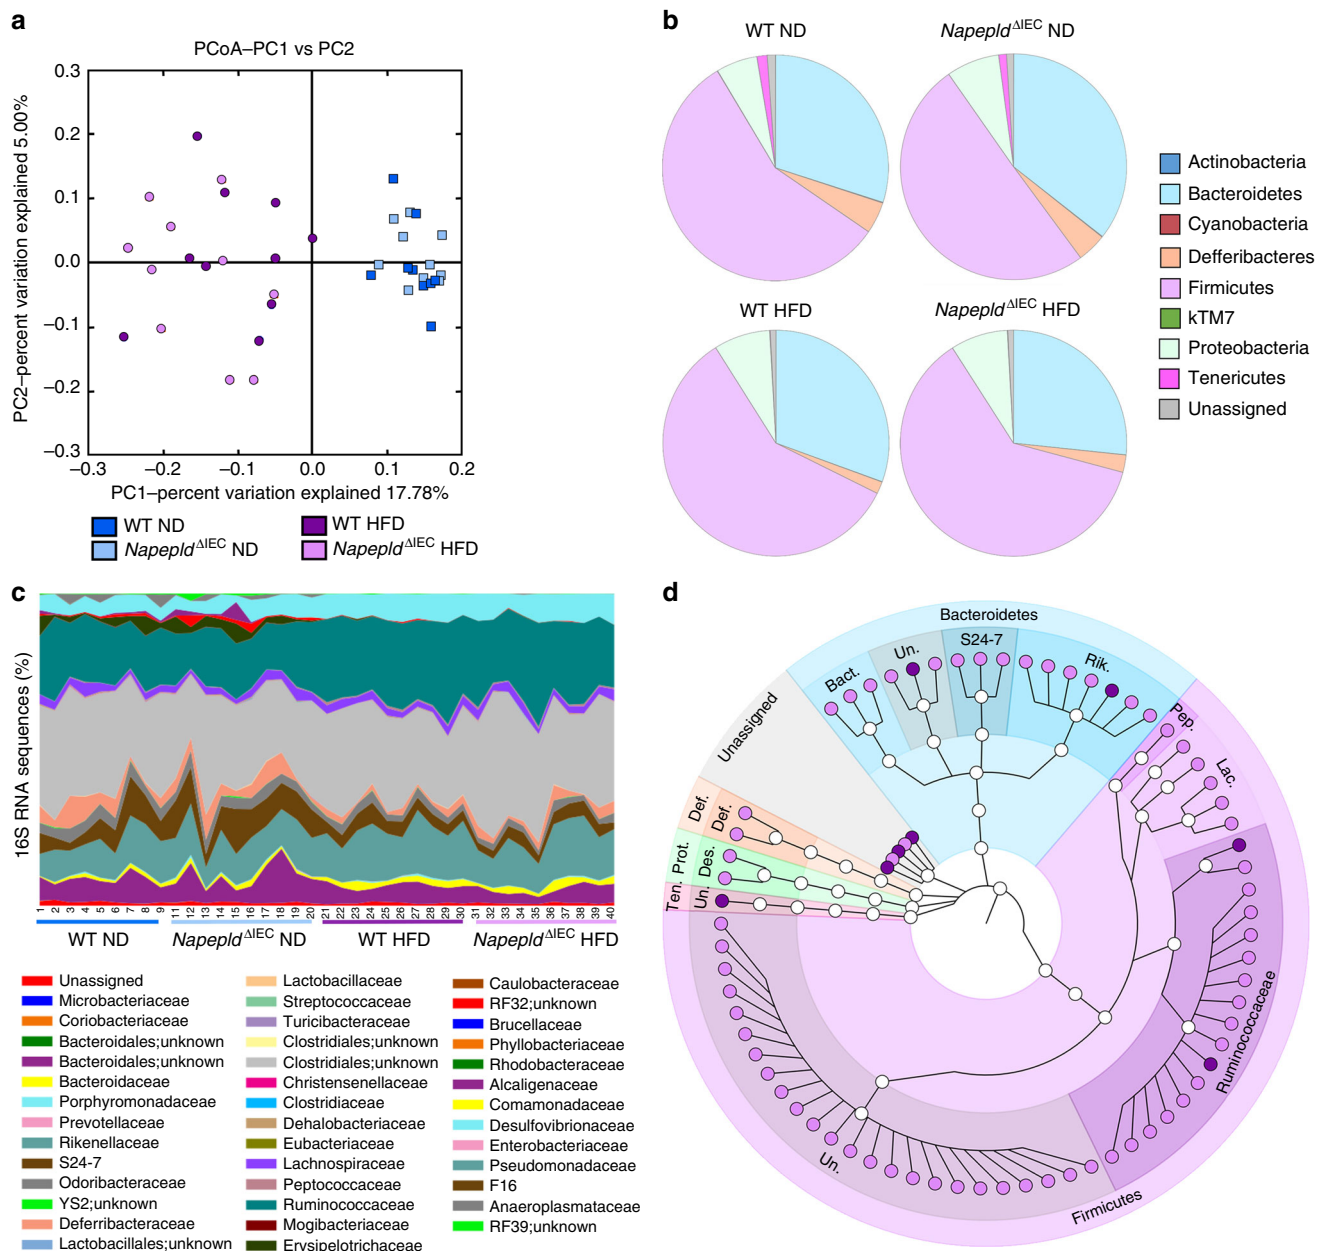 a
PCoA–PC1 vs PC2
PC2–percent variation explained 5.00%
0.3
0.2
0.1
0.0
–0.1
–0.2
–0.3
–0.3
–0.2
–0.1
0.0
0.1
0.2
PC1–percent variation explained 17.78%
WT ND
WT HFD
Napepld ΔIEC ND
Napepld ΔIEC HFD
b
WT ND
Napepld ΔIEC ND
WT HFD
Napepld ΔIEC HFD
Actinobacteria
Bacteroidetes
Cyanobacteria
Defferibacteres
Firmicutes
kTM7
Proteobacteria
Tenericutes
Unassigned
c
16S RNA sequences (%)
1 2 3 4 5 6 7 8 9 10 11 12 13 14 15 16 17 18 19 20 21 22 23 24 25 26 27 28 29 30 31 32 33 34 35 36 37 38 39 40
WT ND
Napepld ΔIEC ND
WT HFD
Napepld ΔIEC HFD
Unassigned
Microbacteriaceae
Coriobacteriaceae
Bacteroidales;unknown
Bacteroidales;unknown
Bacteroidaceae
Porphyromonadaceae
Prevotellaceae
Rikenellaceae
S24-7
Odoribacteraceae
YS2;unknown
Deferribacteraceae
Lactobacillales;unknown
Lactobacillaceae
Streptococcaceae
Turicibacteraceae
Clostridiales;unknown
Clostridiales;unknown
Christensenellaceae
Clostridiaceae
Dehalobacteriaceae
Eubacteriaceae
Lachnospiraceae
Peptococcaceae
Ruminococcaceae
Mogibacteriaceae
Erysipelotrichaceae
Caulobacteraceae
RF32;unknown
Brucellaceae
Phyllobacteriaceae
Rhodobacteraceae
Alcaligenaceae
Comamonadaceae
Desulfovibrionaceae
Enterobacteriaceae
Pseudomonadaceae
F16
Anaeroplasmataceae
RF39;unknown
d
Bacteroidetes
Bact.
Un.
S24-7
Rik.
Pep.
Lac.
Ruminococcaceae
Firmicutes
Un.
Unassigned
Def.
Def.
Prot.
Des.
Ten.
Un.